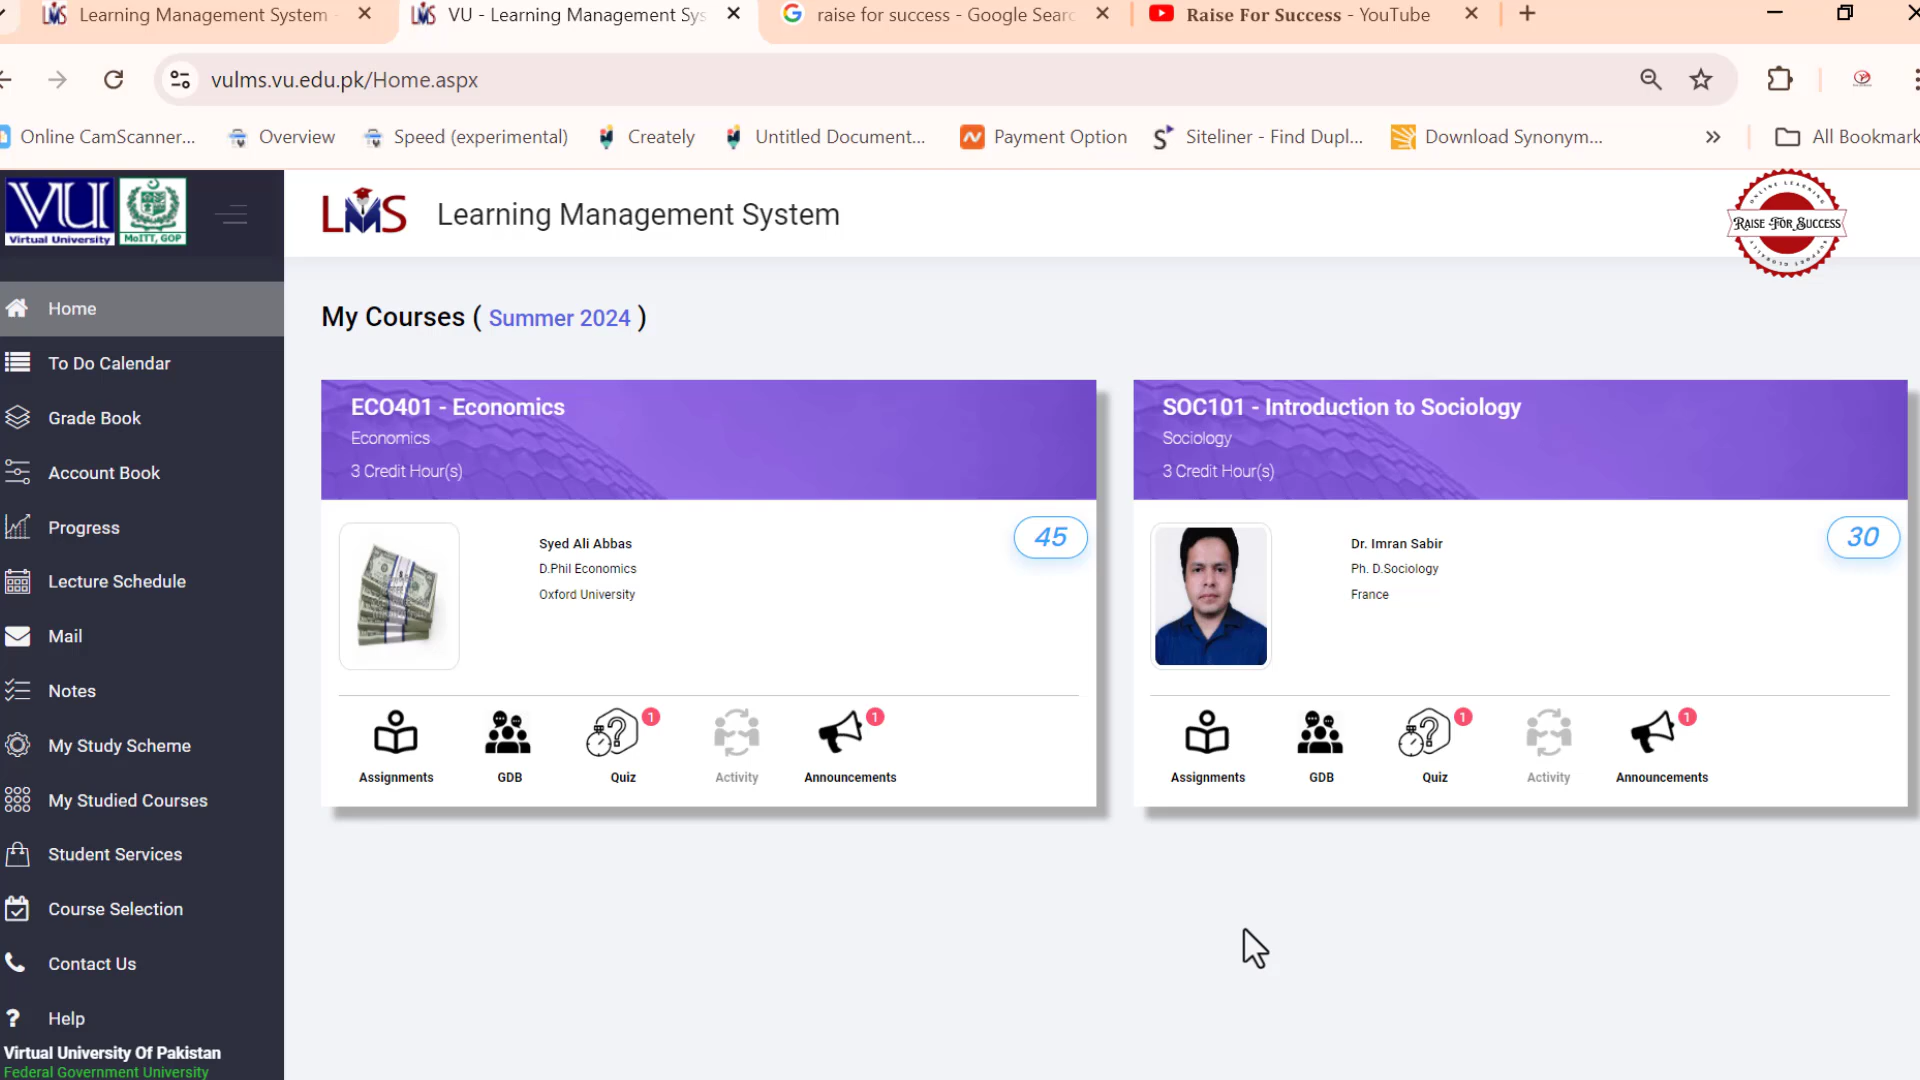 Learning Management System -
VU - Learning Management Sys
raise for success - Google Searc
Raise For Success - YouTube
vulms.vu.edu.pk/Home.aspx
Online CamScanner...
Overview
Speed (experimental)
Creately
Untitled Document...
Payment Option
Siteliner - Find Dupl...
Download Synonym...
All Bookmark
VU
Virtual University
MoITT, GOP
LMS
Learning Management System
ONLINE LEARNING
RAISE-FOR-SUCCESS
SUPPORT GLOBALLY
Home
To Do Calendar
Grade Book
Account Book
Progress
Lecture Schedule
Mail
Notes
My Study Scheme
My Studied Courses
Student Services
Course Selection
Contact Us
Help
Virtual University Of Pakistan
Federal Government University
My Courses ( Summer 2024 )
ECO401 - Economics
Economics
3 Credit Hour(s)
Syed Ali Abbas
D.Phil Economics
Oxford University
45
Assignments
GDB
1
Quiz
Activity
1
Announcements
SOC101 - Introduction to Sociology
Sociology
3 Credit Hour(s)
Dr. Imran Sabir
Ph. D.Sociology
France
30
Assignments
GDB
1
Quiz
Activity
1
Announcements